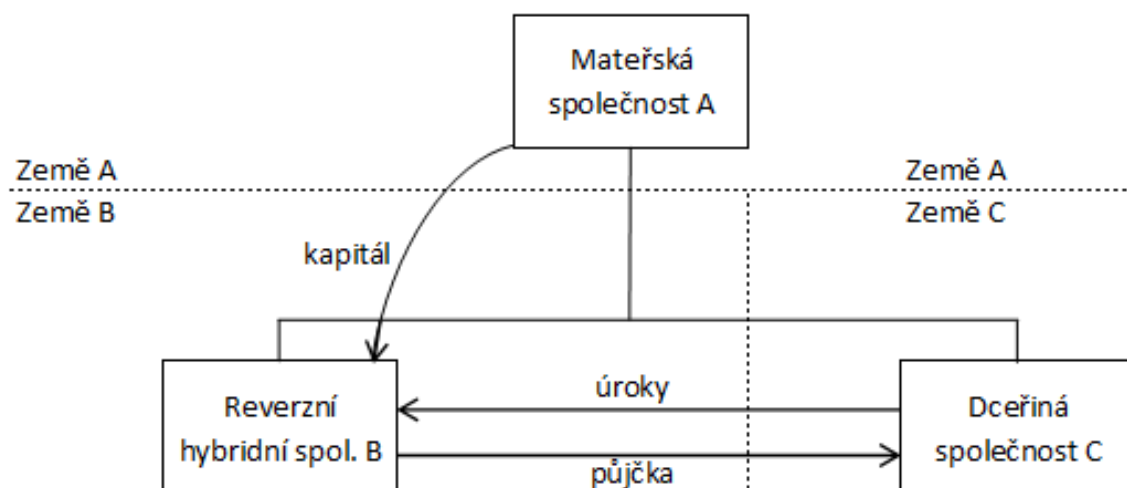 Mateřská
společnost A
Země A
Země A
Země B
Země C
kapitál
úroky
Reverzní
hybridní spol. B
Dceřiná
společnost C
půjčka